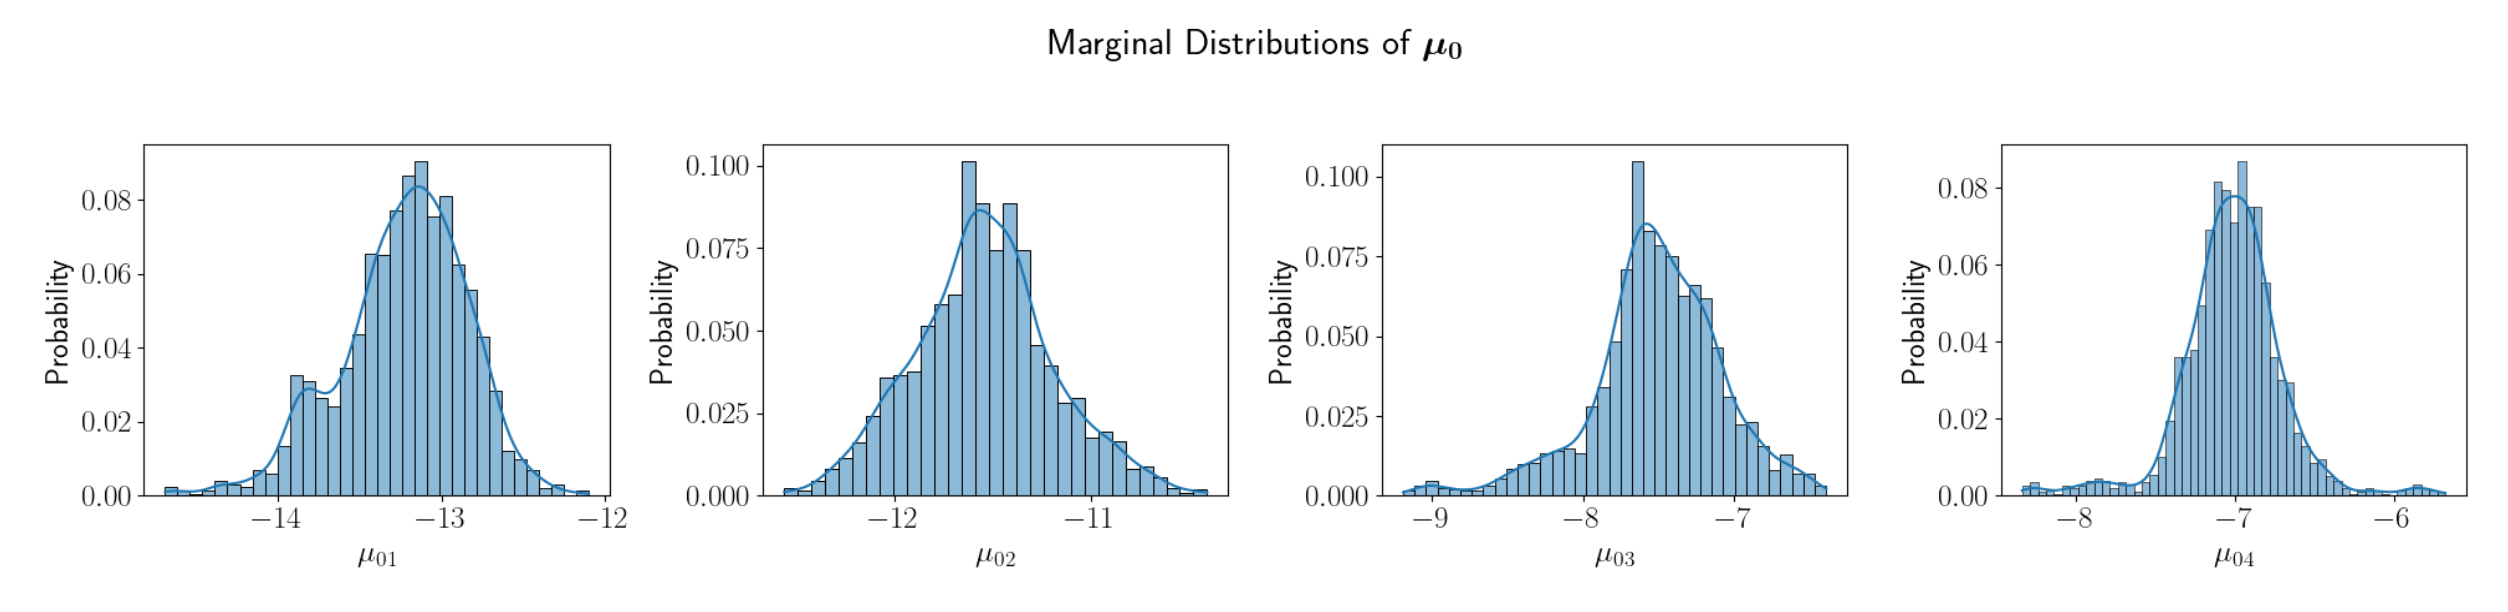 Marginal Distributions of μ₀
Probability
0.08
0.06
0.04
0.02
0.00
−14 −13 −12
μ₀₁
Probability
0.100
0.075
0.050
0.025
0.000
−12 −11
μ₀₂
Probability
0.100
0.075
0.050
0.025
0.000
−9 −8 −7
μ₀₃
Probability
0.08
0.06
0.04
0.02
0.00
−8 −7 −6
μ₀₄